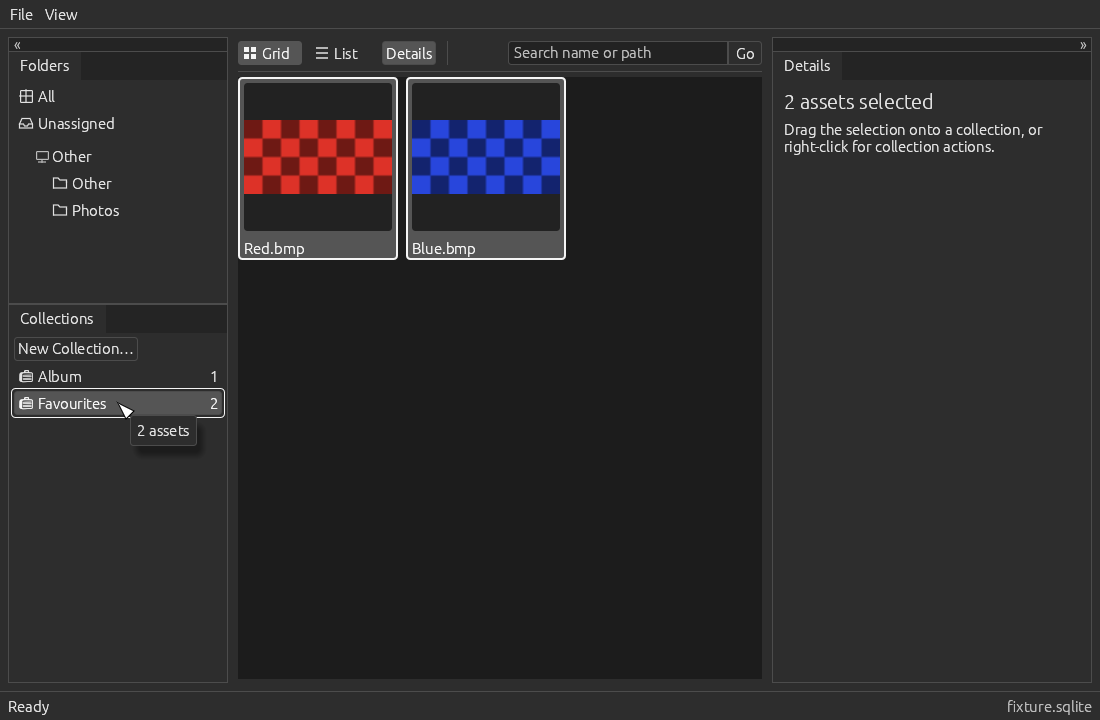 File View
«
Folders
All
Unassigned
Other
Other
Photos
Collections
New Collection...
Album 1
Favourites 2
2 assets
Grid List Details Search name or path Go
Red.bmp Blue.bmp
»
Details
2 assets selected
Drag the selection onto a collection, or
right-click for collection actions.
Ready fixture.sqlite